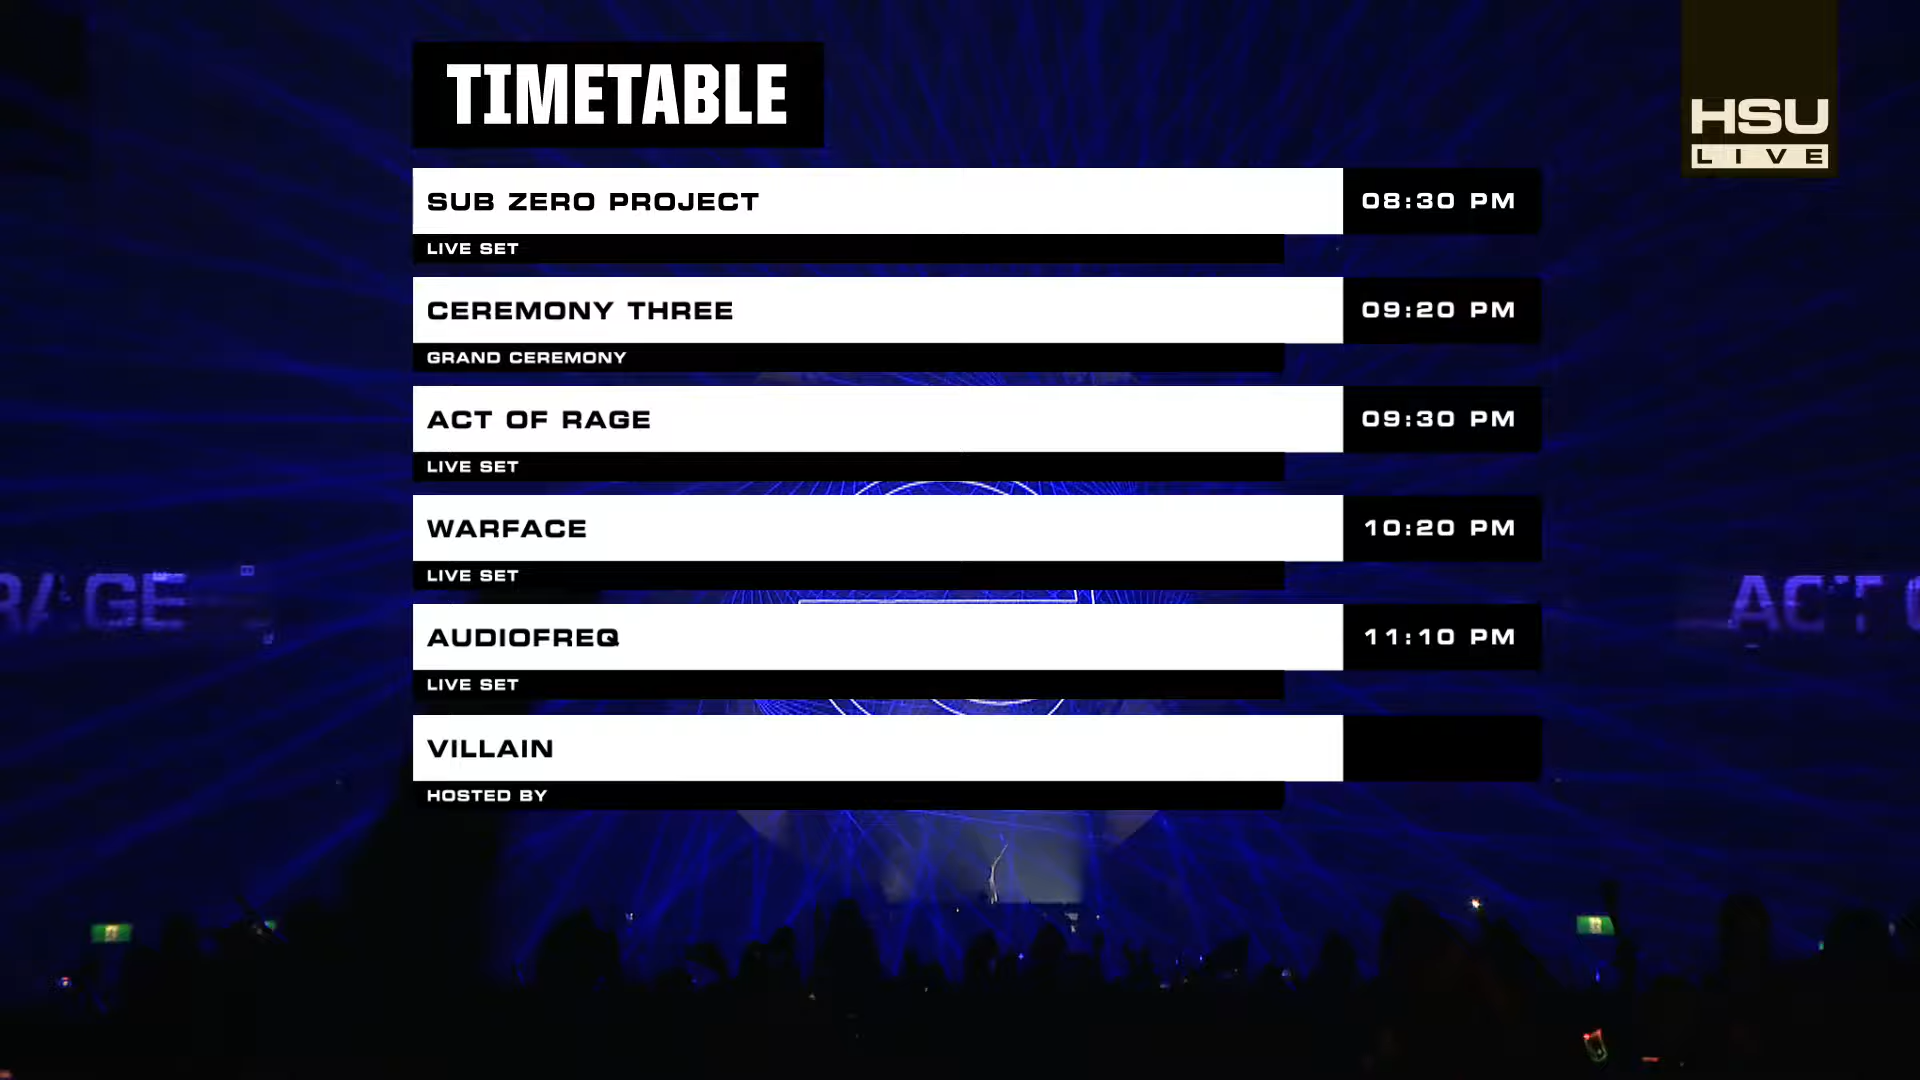 TIMETABLE
HSU
LIVE
SUB ZERO PROJECT 08:30 PM
LIVE SET
CEREMONY THREE 09:20 PM
GRAND CEREMONY
ACT OF RAGE 09:30 PM
LIVE SET
WARFACE 10:20 PM
LIVE SET
RAGE
ACT
AUDIOFREQ 11:10 PM
LIVE SET
VILLAIN
HOSTED BY